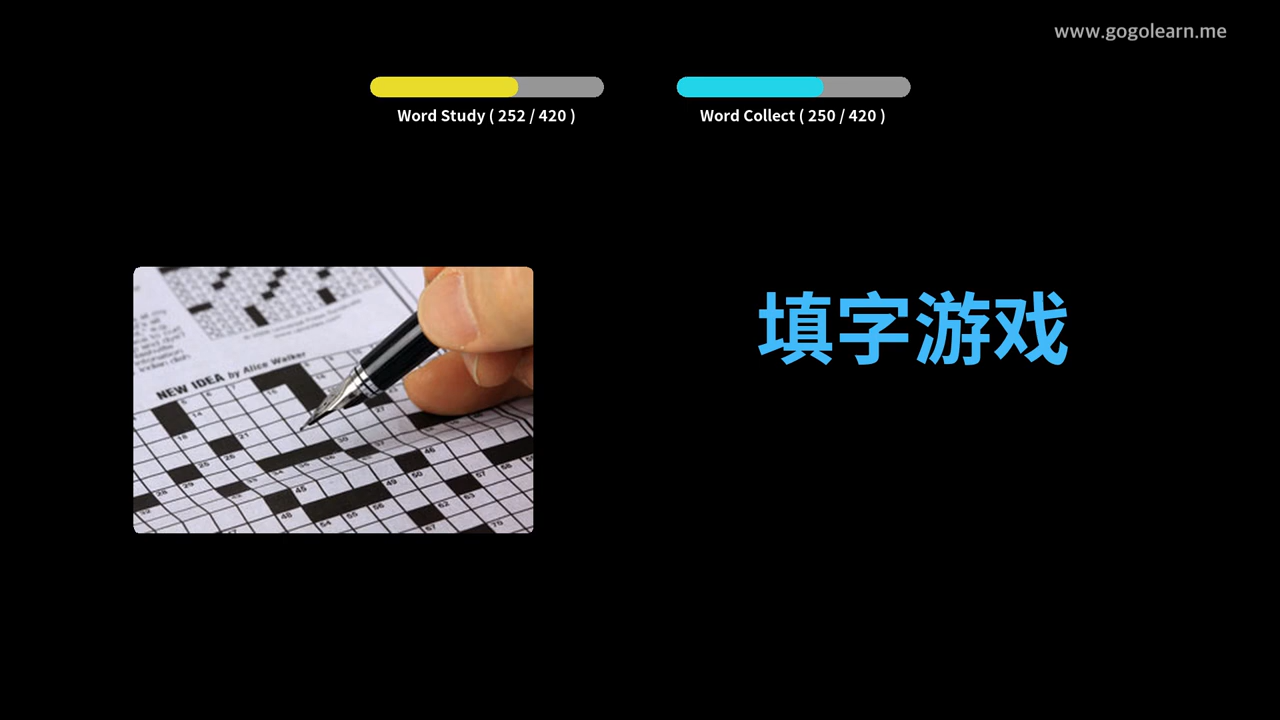 www.gogolearn.me
Word Study ( 252 / 420 )
Word Collect ( 250 / 420 )
填字游戏
NEW IDEA by Alice Walker